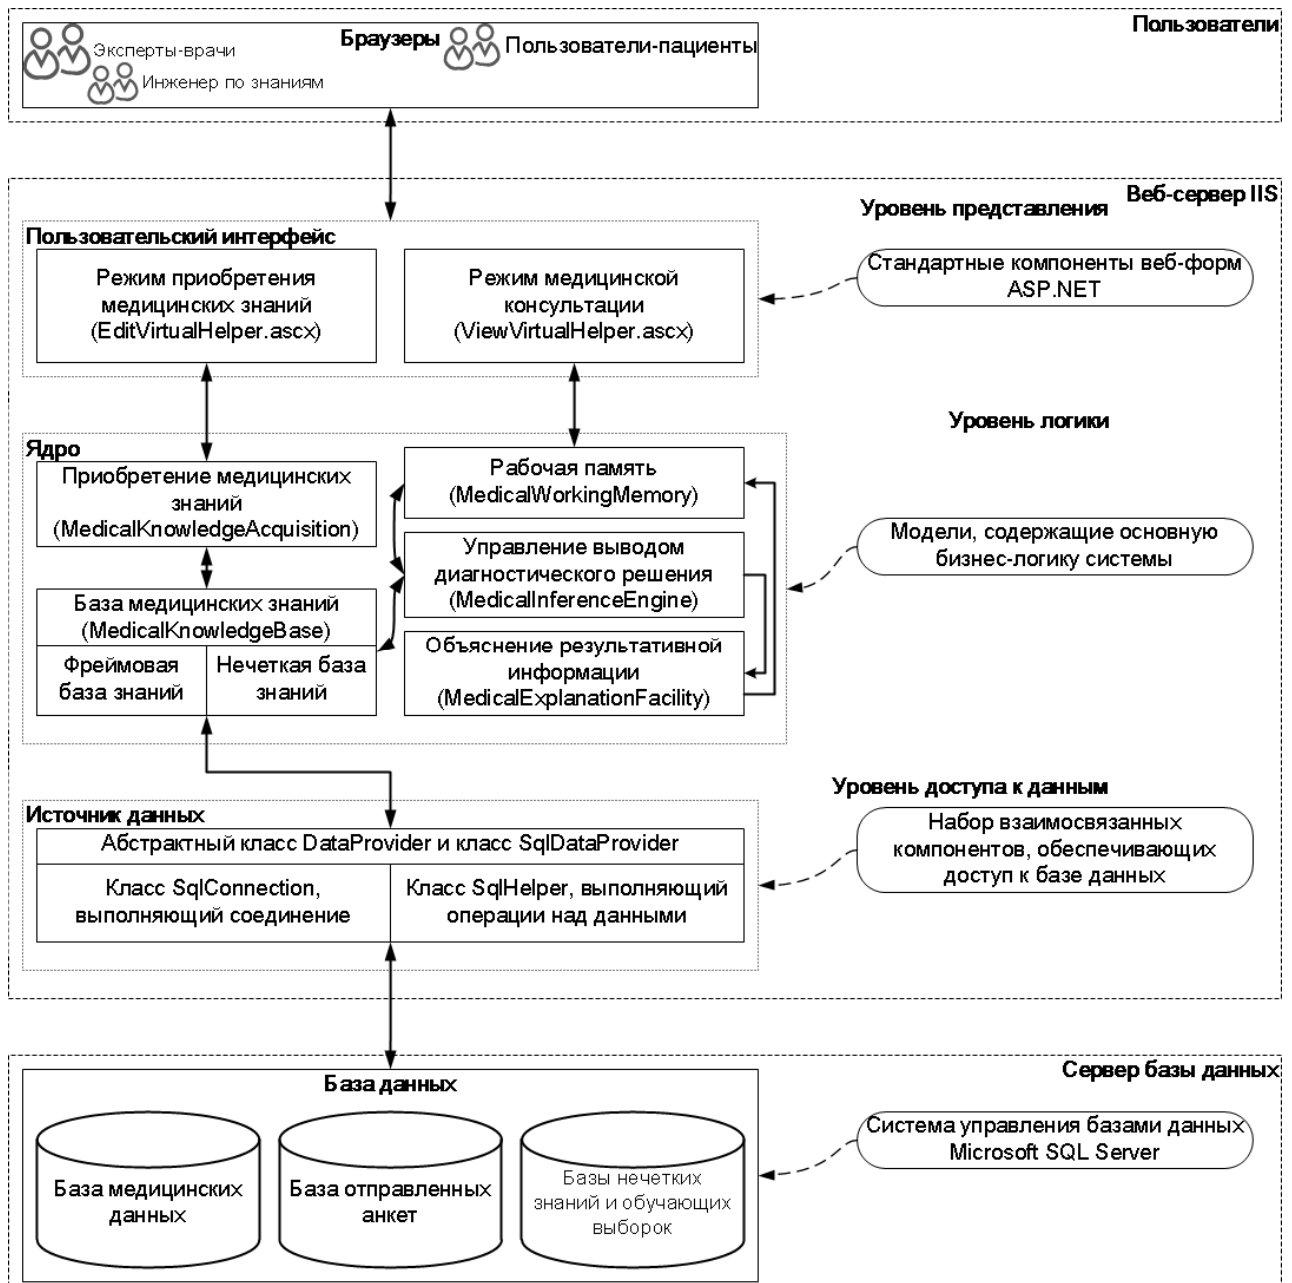 Пользователи
Браузеры
Эксперты-врачи
Пользователи-пациенты
Инженер по знаниям
Веб-сервер IIS
Уровень представления
Пользовательский интерфейс
Режим приобретения
медицинских знаний
(EditVirtualHelper.ascx)
Режим медицинской
консультации
(ViewVirtualHelper.ascx)
Стандартные компоненты веб-форм
ASP.NET
Уровень логики
Ядро
Приобретение медицинских
знаний
(MedicalKnowledgeAcquisition)
Рабочая память
(MedicalWorkingMemory)
Управление выводом
диагностического решения
(MedicalInferenceEngine)
Модели, содержащие основную
бизнес-логику системы
База медицинских знаний
(MedicalKnowledgeBase)
Фреймовая
база знаний
Нечеткая база
знаний
Объяснение результативной
информации
(MedicalExplanationFacility)
Уровень доступа к данным
Источник данных
Абстрактный класс DataProvider и класс SqlDataProvider
Класс SqlConnection,
выполняющий соединение
Класс SqlHelper, выполняющий
операции над данными
Набор взаимосвязанных
компонентов, обеспечивающих
доступ к базе данных
Сервер базы данных
База данных
База медицинских
данных
База отправленных
анкет
Базы нечетких
знаний и обучающих
выборок
Система управления базами данных
Microsoft SQL Server